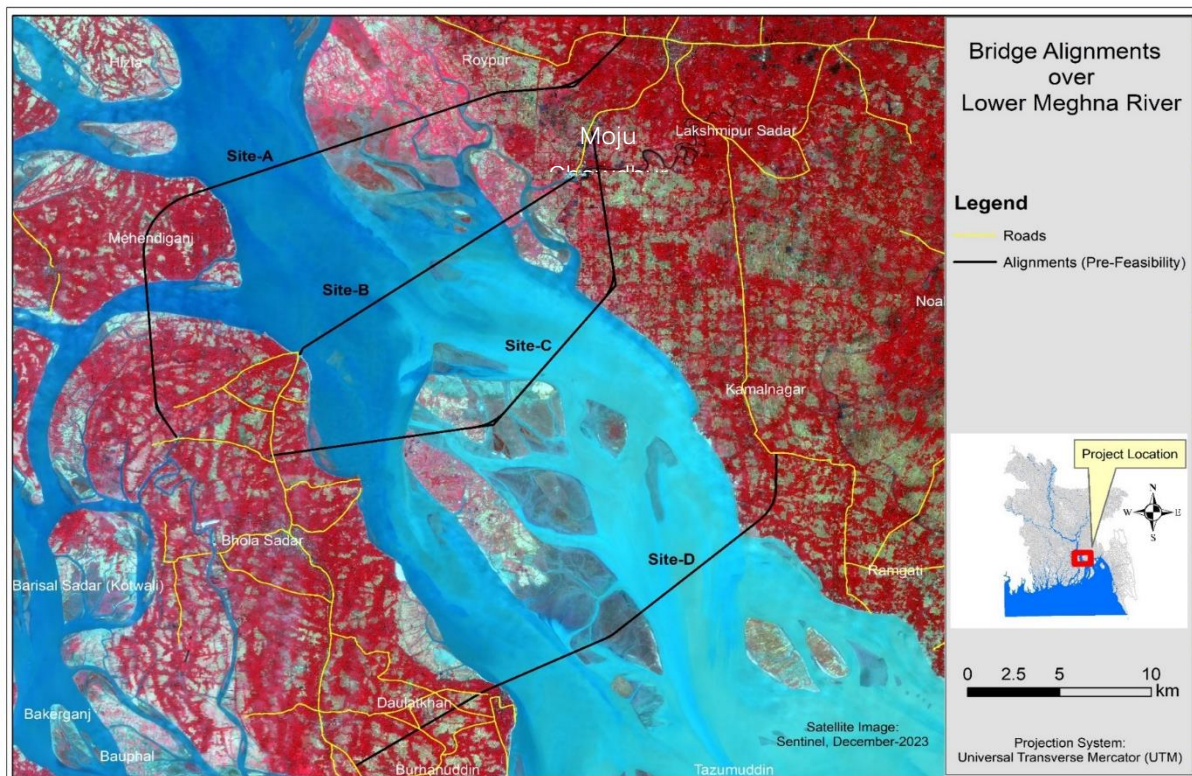 Bridge Alignments
over
Lower Meghna River
Legend
Roads
Alignments (Pre-Feasibility)
Project Location
N
W
E
S
0 2.5 5 10
km
Projection System:
Universal Transverse Mercator (UTM)
Hizla
Roypur
Moju
Lakshmipur Sadar
Site-A
Mehendiganj
Site-B
Site-C
Kamalnagar
Bhola Sadar
Barisal Sadar (Kotwali)
Site-D
Ramgati
Daulatkhan
Bakerganj
Bauphal
Burhanuddin
Tazumuddin
Satellite Image:
Sentinel, December-2023